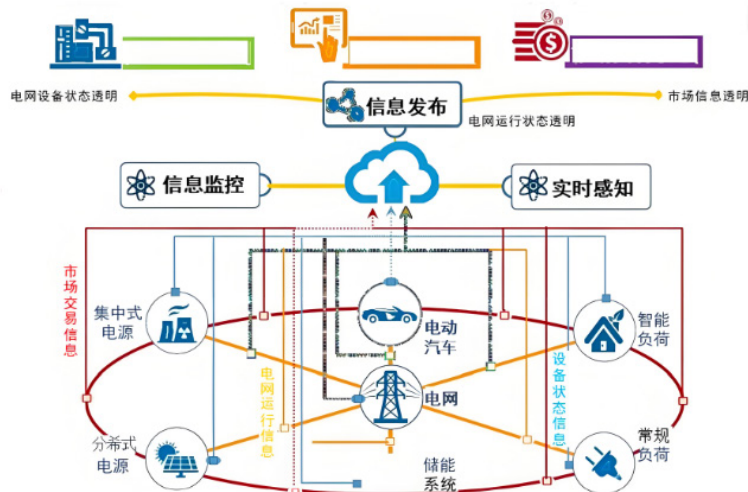 电网设备状态透明
信息发布
市场信息透明
电网运行状态透明
信息监控
实时感知
市场交易信息
集中式
电源
电动
汽车
智能
负荷
电网运行信息
电网
设备状态信息
分希式
电源
储能
系统
常规
负荷